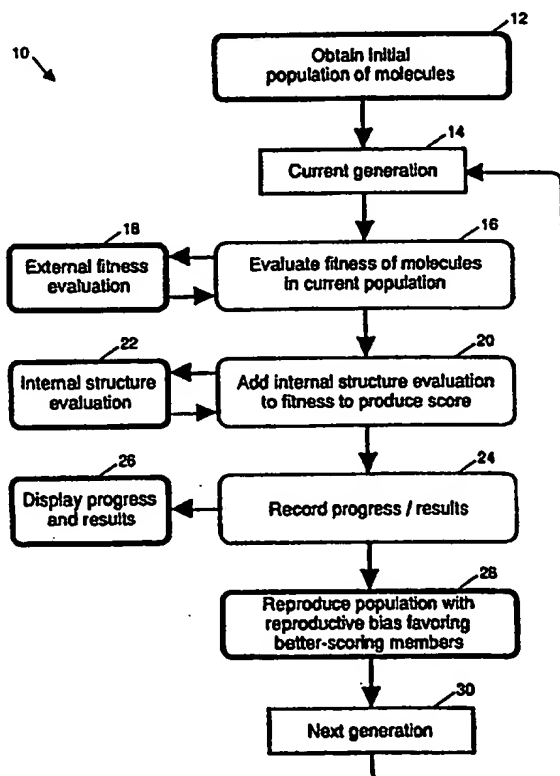 10
12
Obtain initial
population of molecules
14
Current generation
16
Evaluate fitness of molecules
in current population
18
External fitness
evaluation
20
Add internal structure evaluation
to fitness to produce score
22
Internal structure
evaluation
24
Record progress / results
26
Display progress
and results
28
Reproduce population with
reproductive bias favoring
better-scoring members
30
Next generation